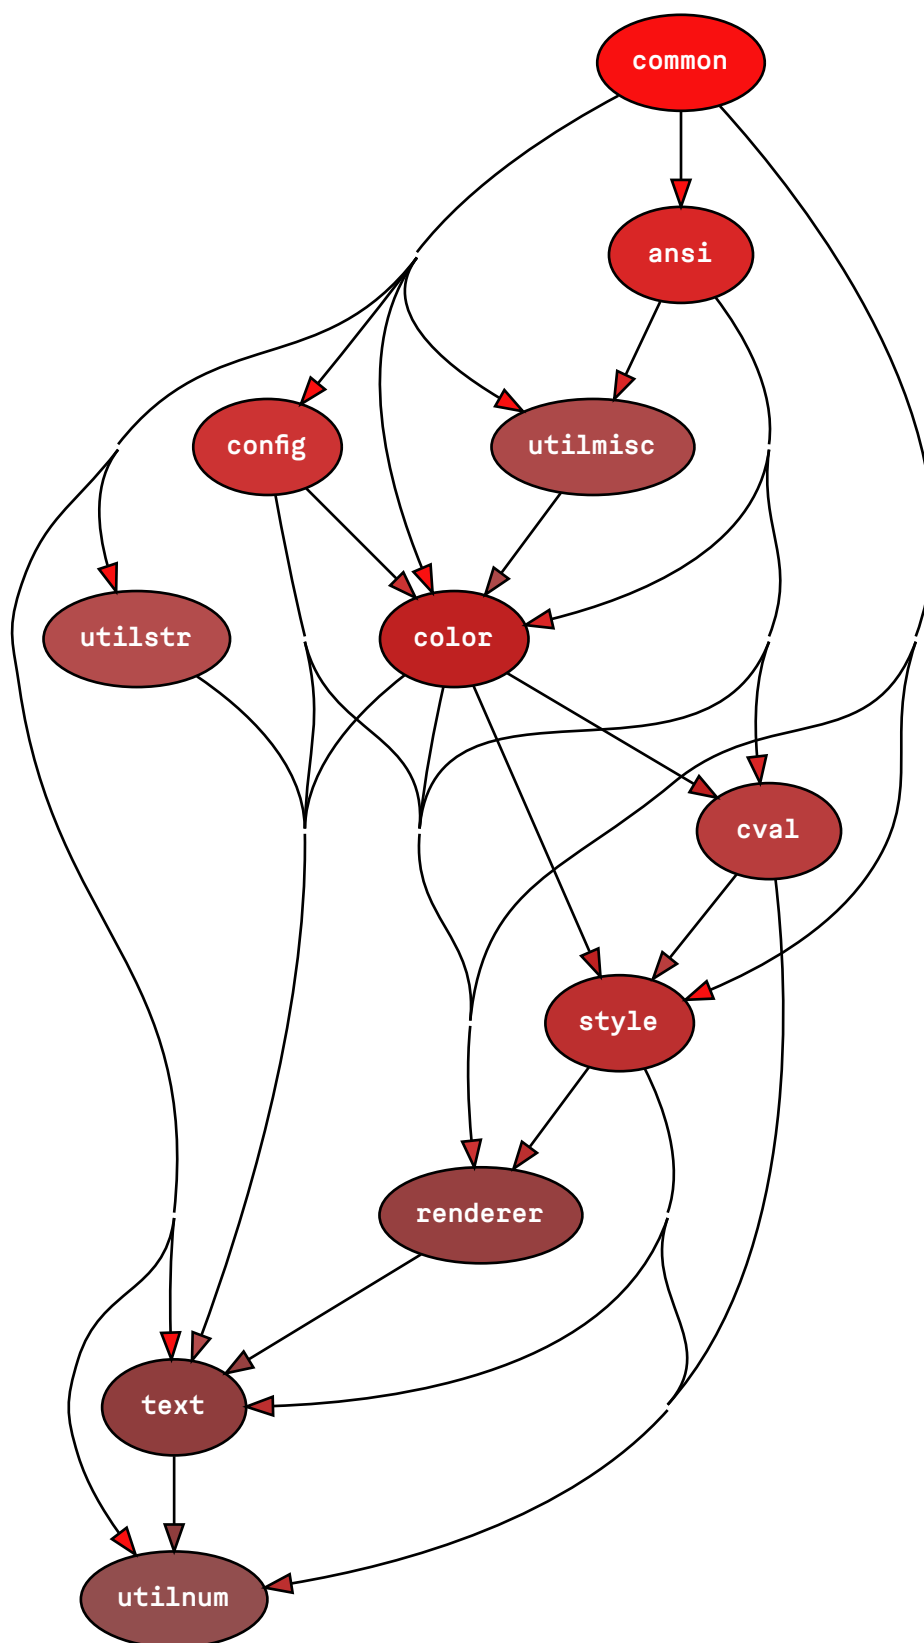 common
ansi
config
utilmisc
utilstr
color
cval
style
renderer
text
utilnum